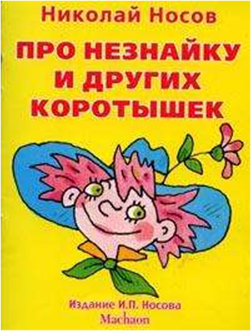 Николай Носов
ПРО НЕЗНАЙКУ
И ДРУГИХ
КОРОТЫШЕК
Издание И.П. Носова
Machaon